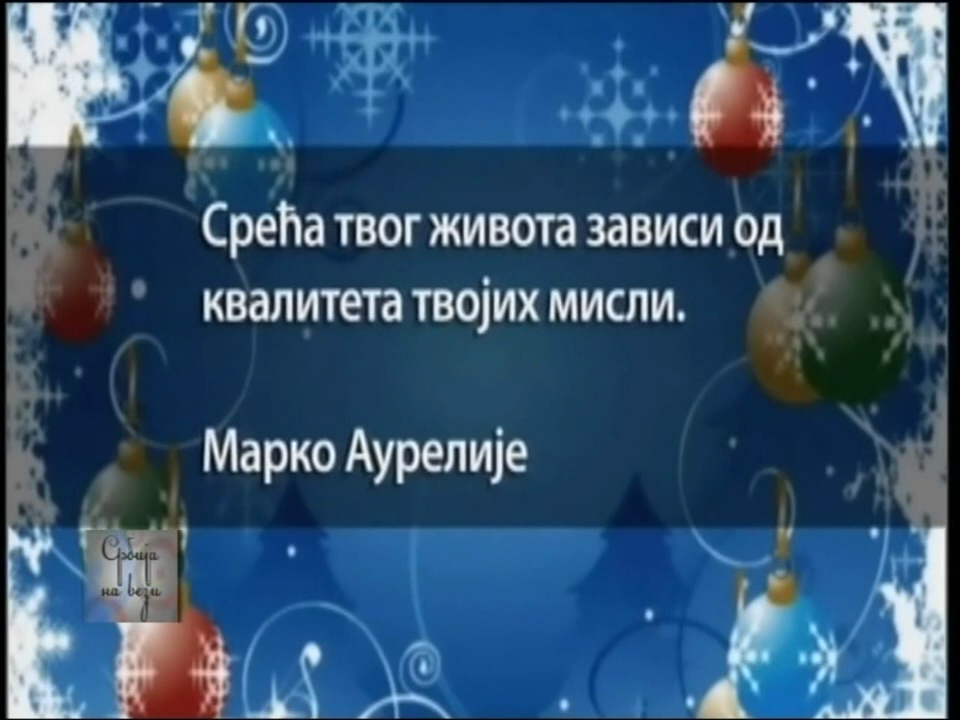 Срећа твог живота зависи од
квалитета твојих мисли.
Марко Аурелије
Србија
на вези